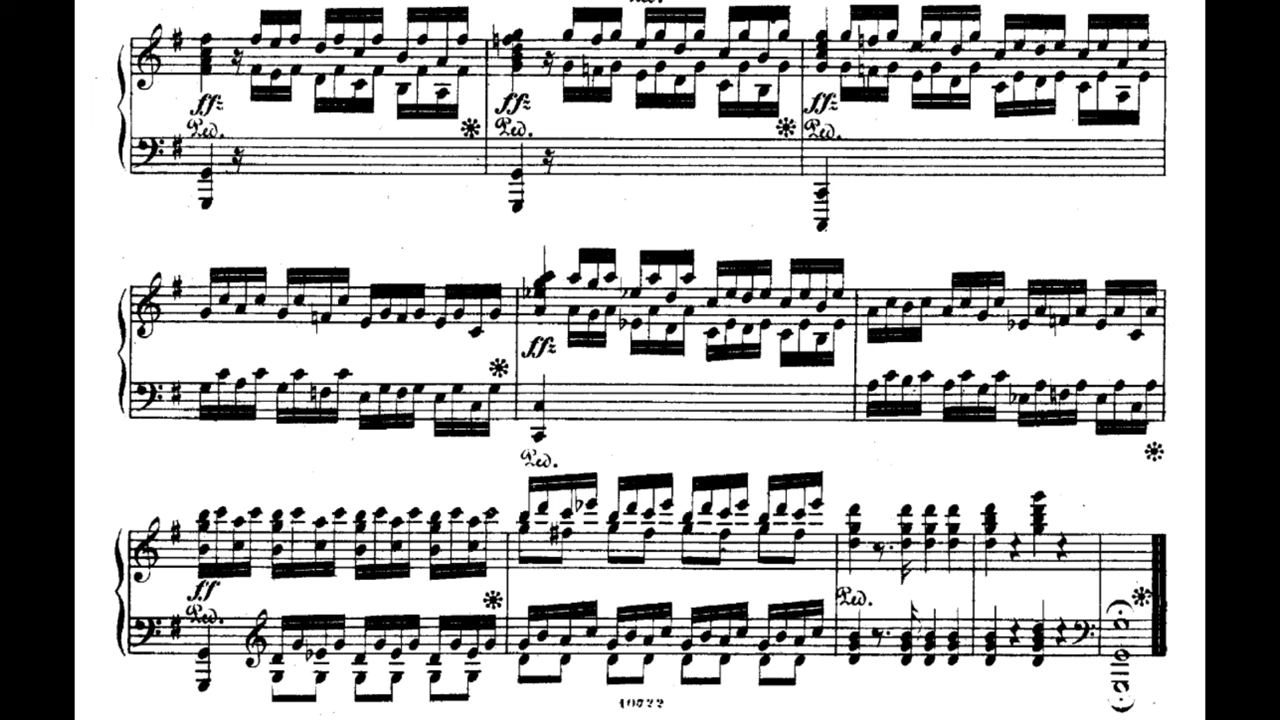 ffz ffz ffz
Ped. Ped. Ped.
ffz
Ped.
ff
Ped. Ped.
10722